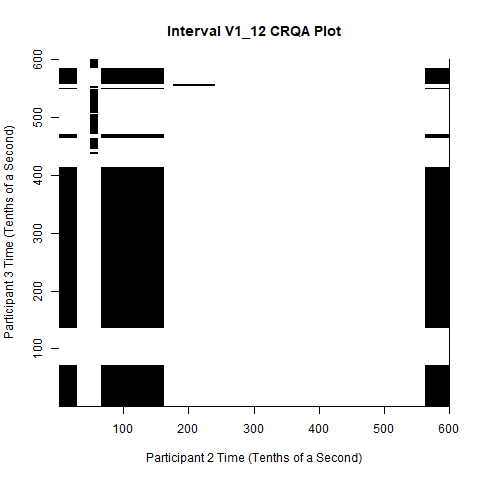 Interval V1_12 CRQA Plot
Participant 3 Time (Tenths of a Second)
600
500
400
300
200
100
100 200 300 400 500 600
Participant 2 Time (Tenths of a Second)